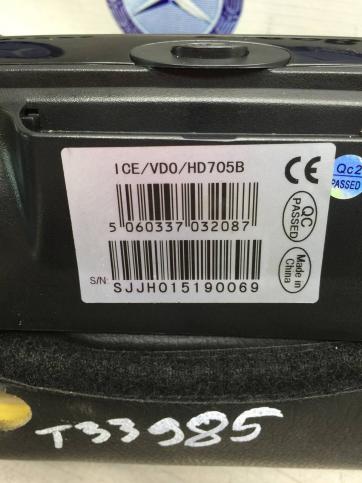 ICE/VDO/HD705B
5 060337 032087
S/N:
SJJH015190069
CE
QC
PASSED
Made in
China
Qc2
PASSED
T33985